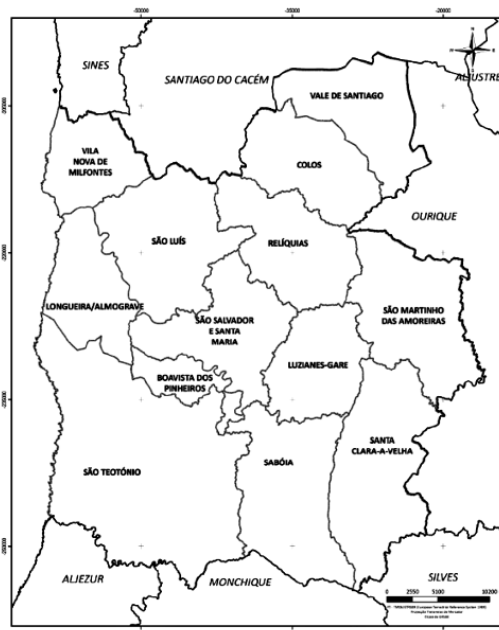 SINES
SANTIAGO DO CACÉM
ALJUSTRE
VALE DE SANTIAGO
VILA
NOVA DE
MILFONTES
COLOS
OURIQUE
SÃO LUÍS
RELÍQUIAS
LONGUEIRA/ALMOGRAVE
SÃO SALVADOR
E SANTA
MARIA
SÃO MARTINHO
DAS AMOREIRAS
LUZIANES-GARE
BOAVISTA DOS
PINHEIROS
SANTA
CLARA-A-VELHA
SÃO TEOTÓNIO
SABÓIA
ALJEZUR
MONCHIQUE
SILVES
0 2550 5100 10200